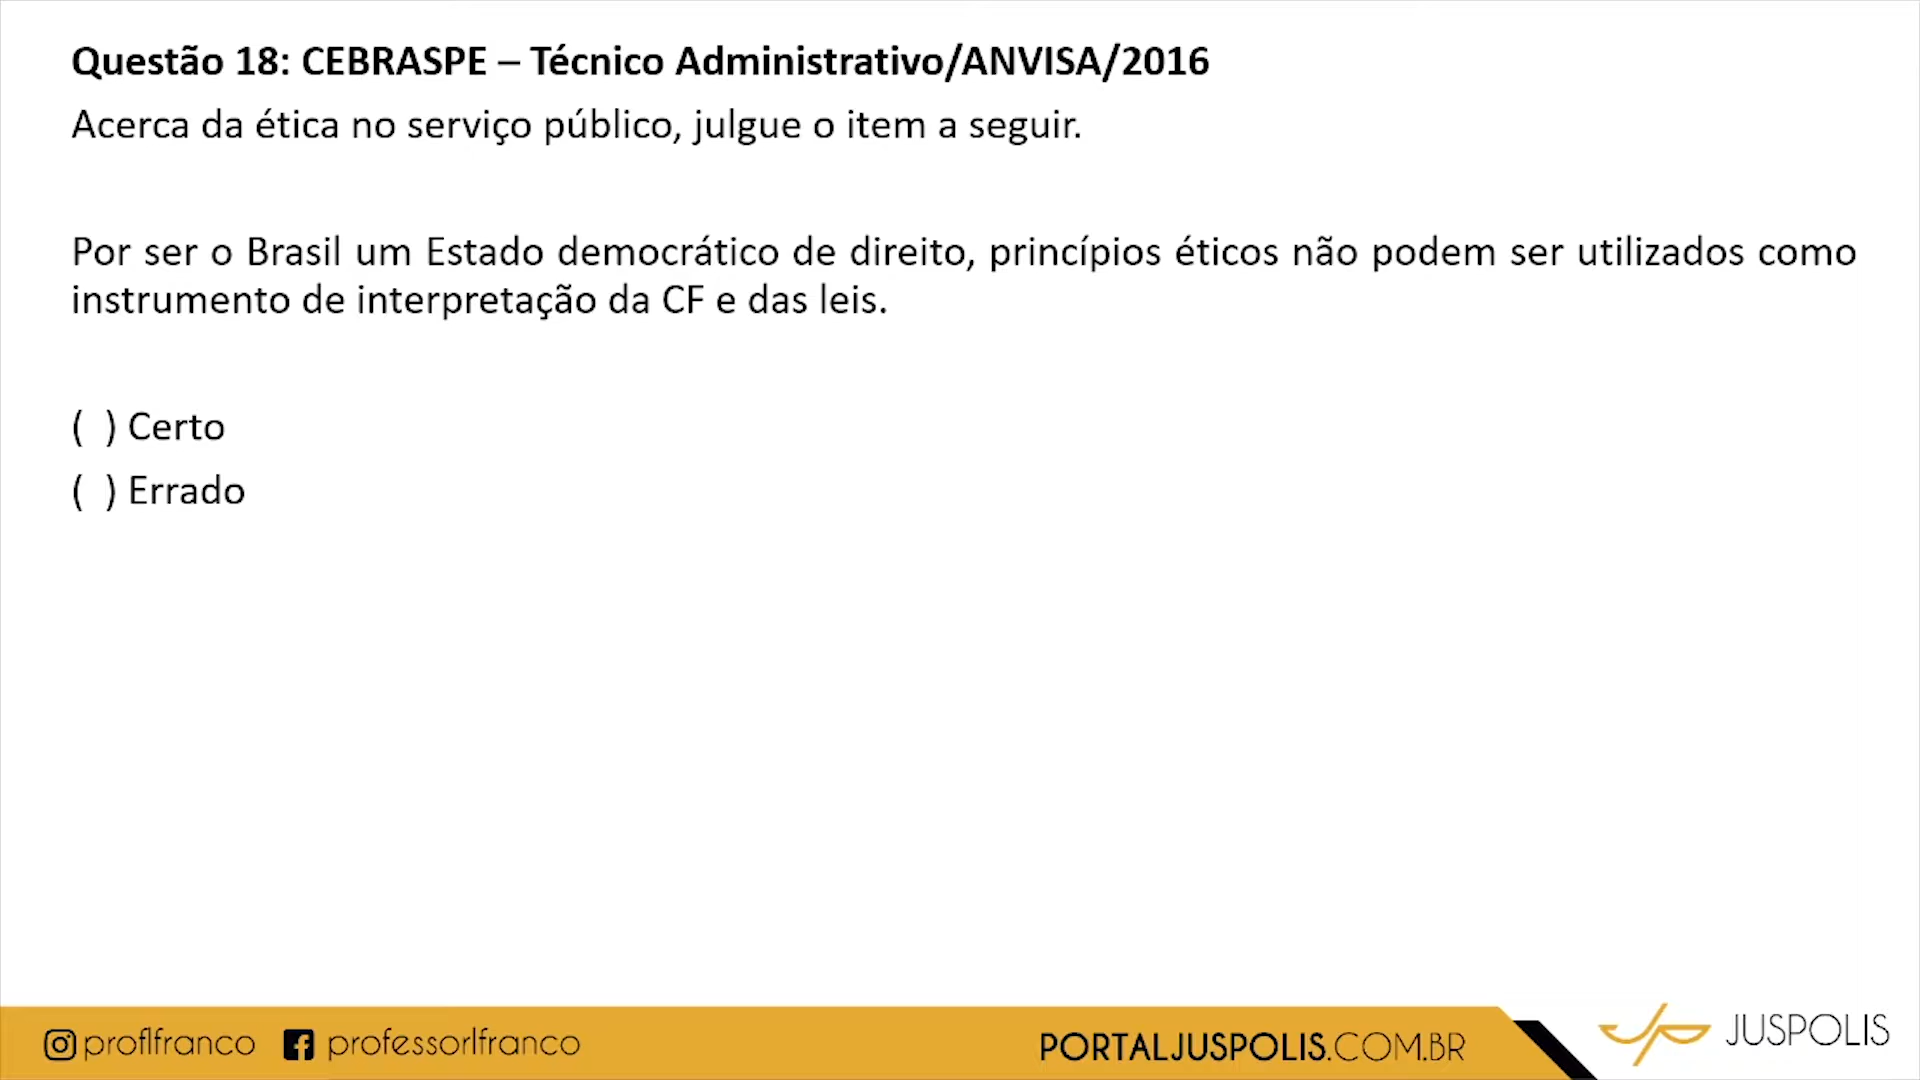 Questão 18: CEBRASPE – Técnico Administrativo/ANVISA/2016
Acerca da ética no serviço público, julgue o item a seguir.
Por ser o Brasil um Estado democrático de direito, princípios éticos não podem ser utilizados como
instrumento de interpretação da CF e das leis.
( ) Certo
( ) Errado
proflfranco professorlfranco PORTALJUSPOLIS.COM.BR JUSPOLIS